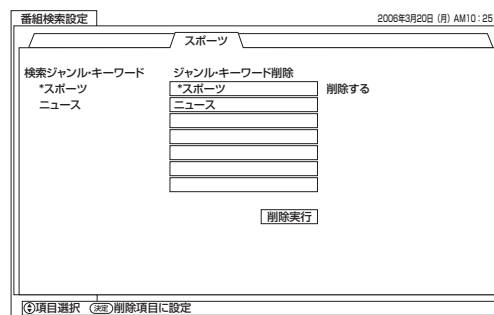 番組検索設定 2006年3月20日 (月) AM10:25
スポーツ
検索ジャンル・キーワード ジャンル・キーワード削除
*スポーツ *スポーツ 削除する
ニュース ニュース
削除実行
項目選択 決定 削除項目に設定